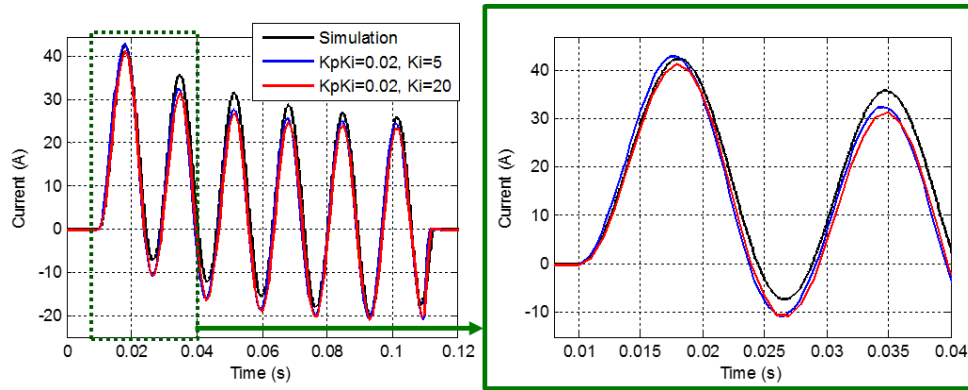 Simulation
KpKi=0.02, Ki=5
KpKi=0.02, Ki=20
40
30
20
10
0
-10
-20
Current (A)
0 0.02 0.04 0.06 0.08 0.1 0.12
Time (s)
40
30
20
10
0
-10
Current (A)
0.01 0.015 0.02 0.025 0.03 0.035 0.04
Time (s)